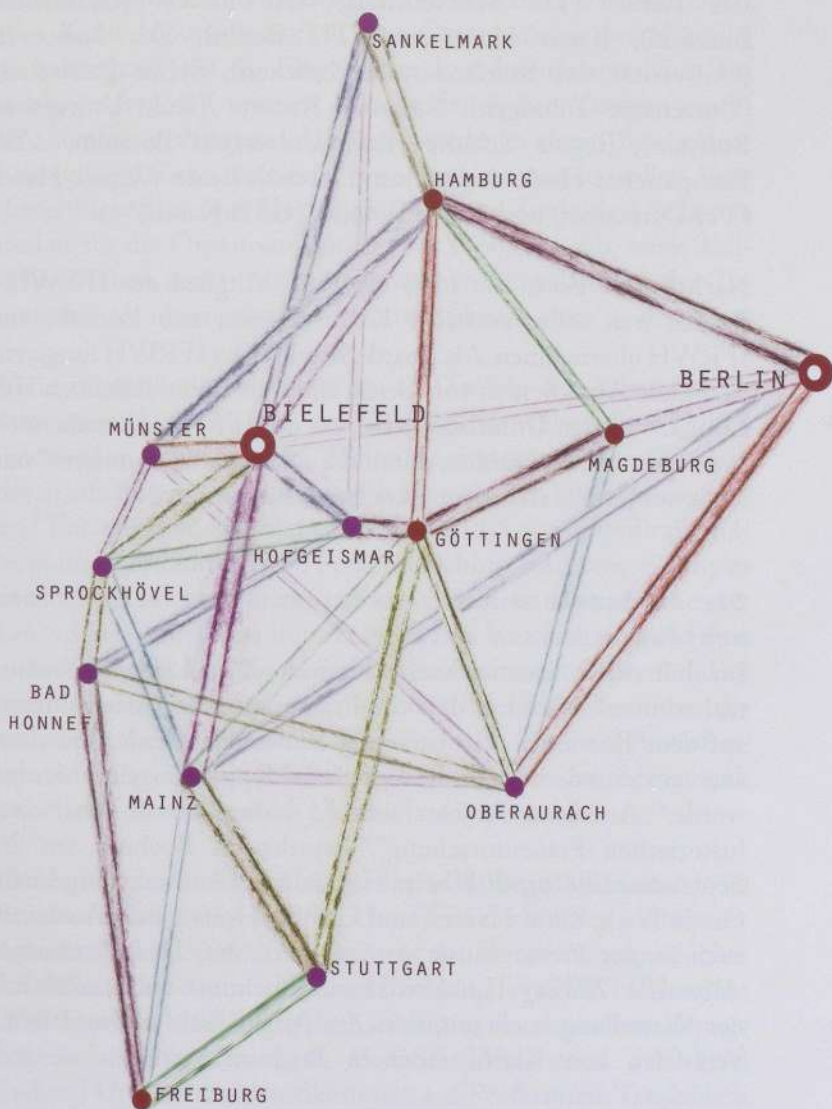 SANKELMARK
HAMBURG
BERLIN
BIELEFELD
MÜNSTER
MAGDEBURG
HOFGEISMAR
GÖTTINGEN
SPROCKHÖVEL
BAD
HONNEF
MAINZ
OBERAURACH
STUTTGART
FREIBURG